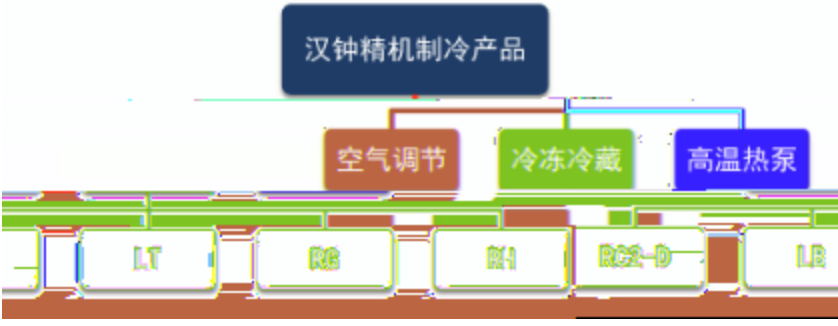 汉钟精机制冷产品
空气调节
冷冻冷藏
高温热泵
LT
RG
RH
RC2-D
LB